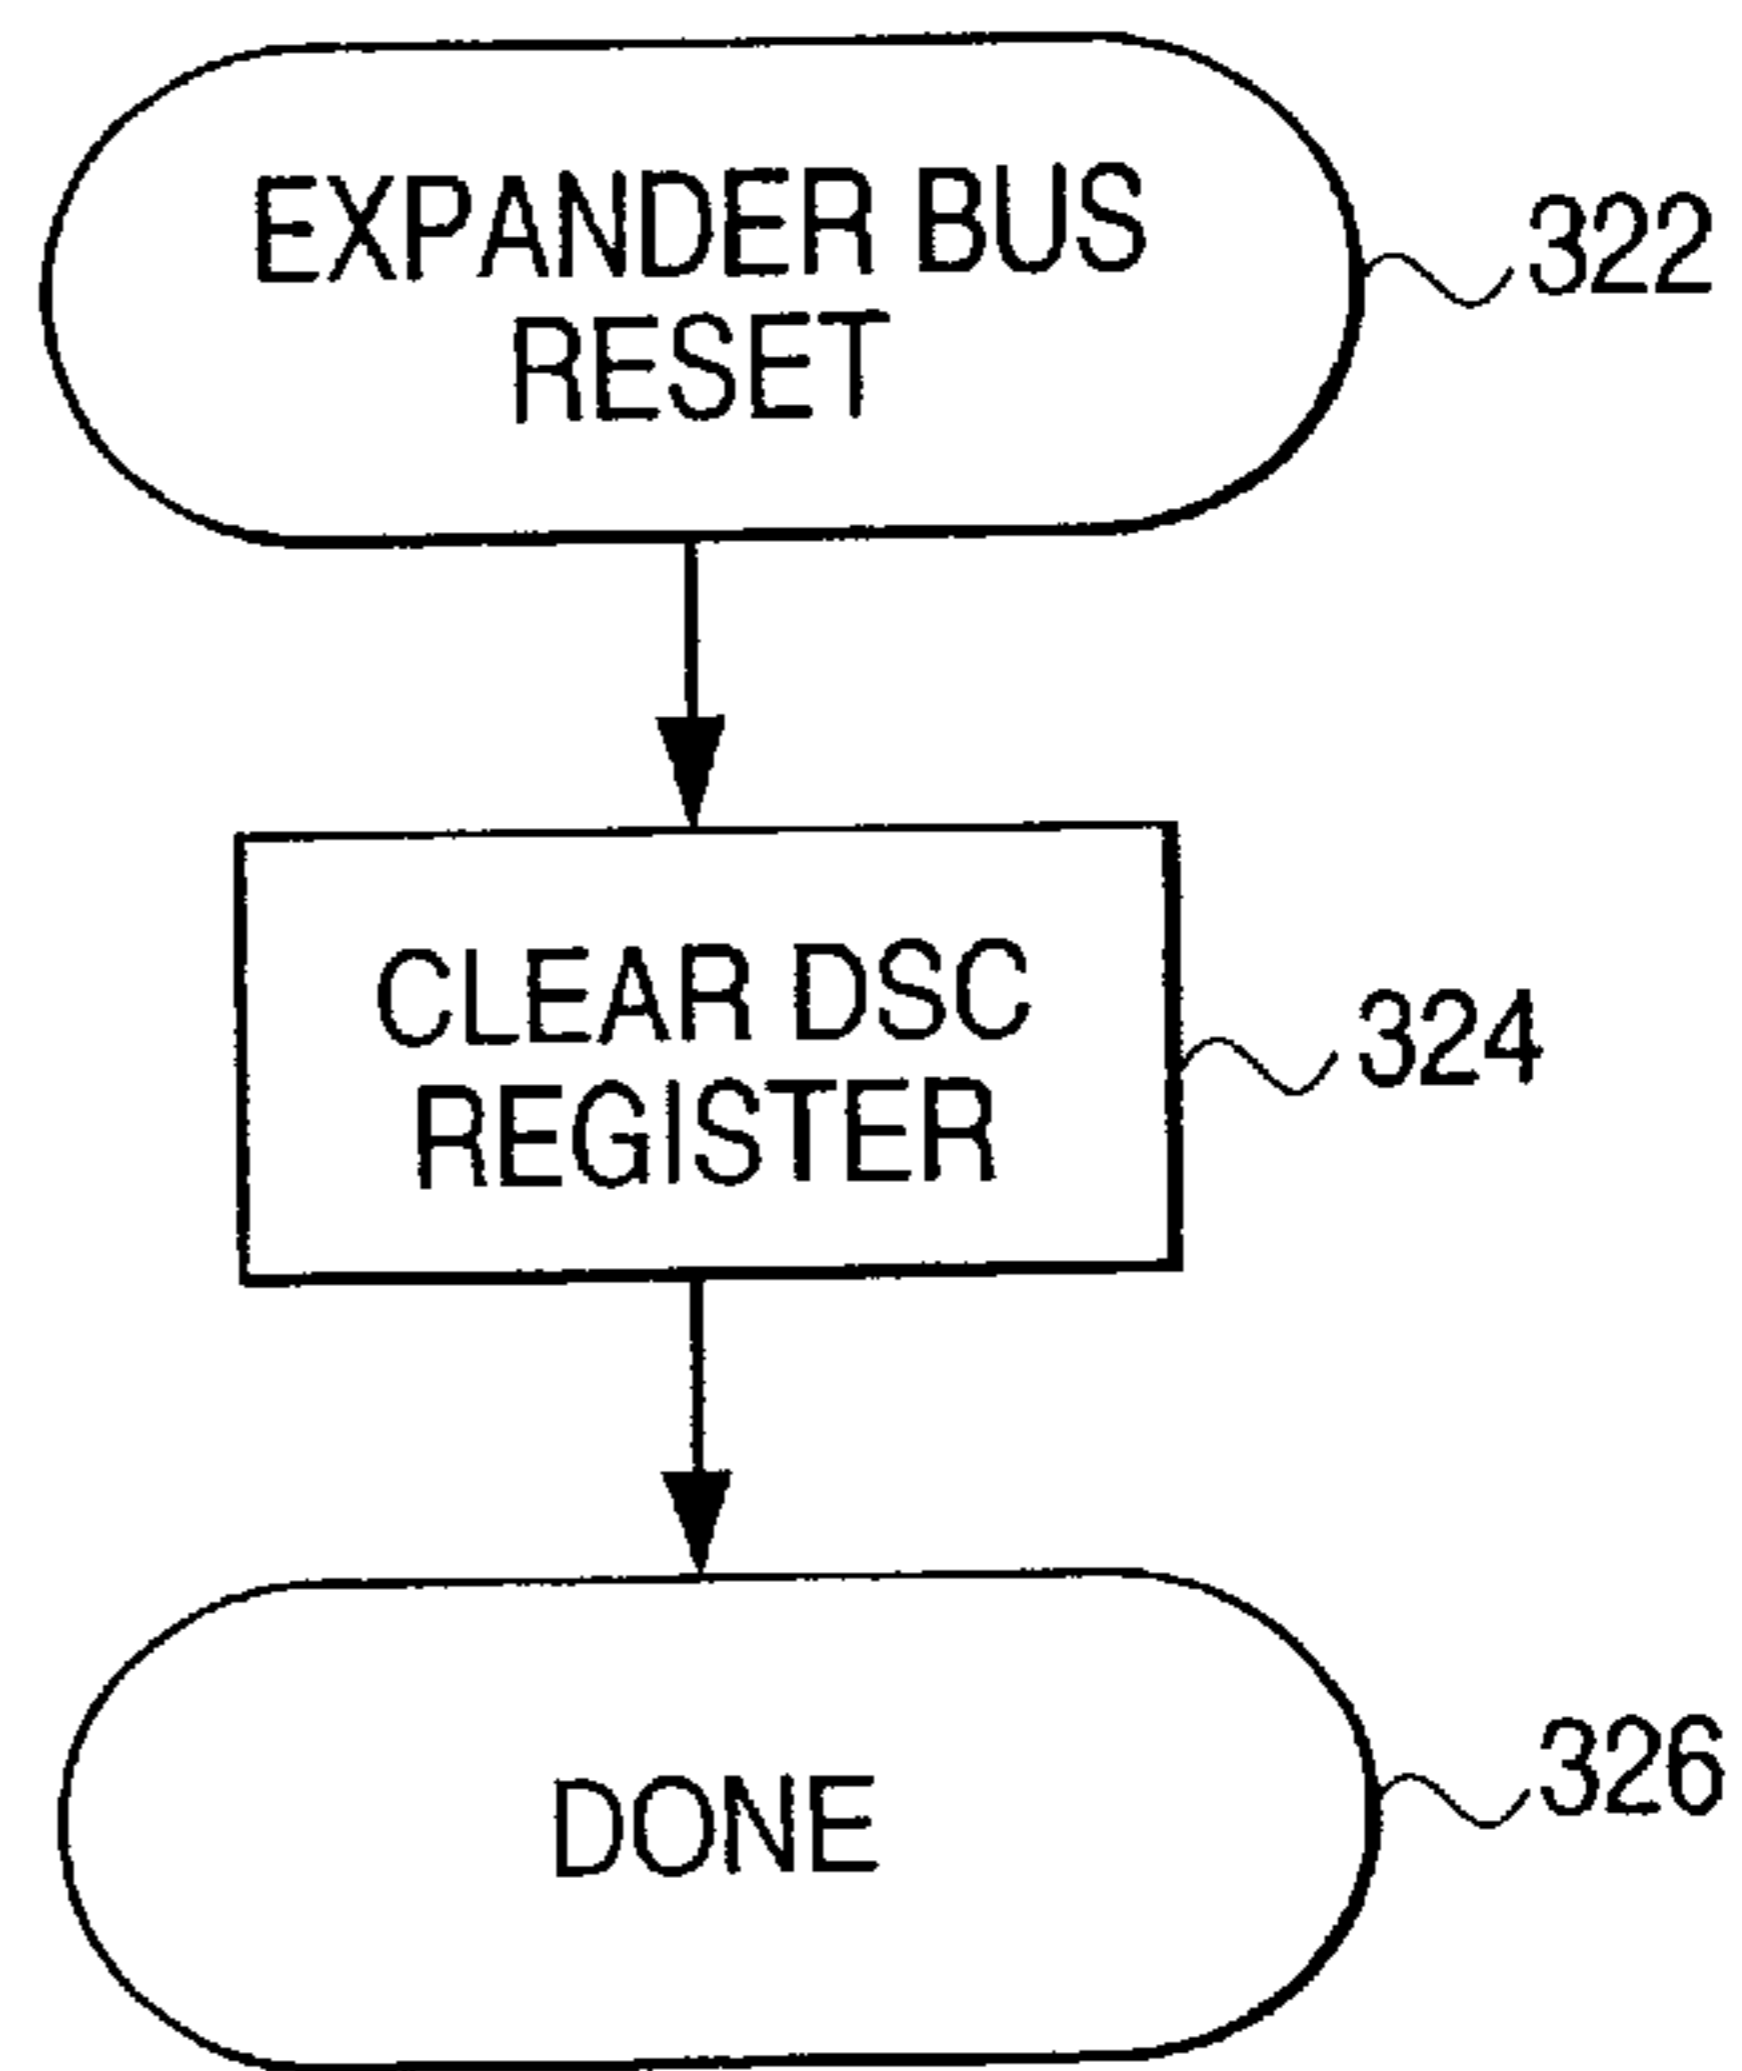 EXPANDER BUS
RESET
322
CLEAR DSC
REGISTER
324
DONE
326